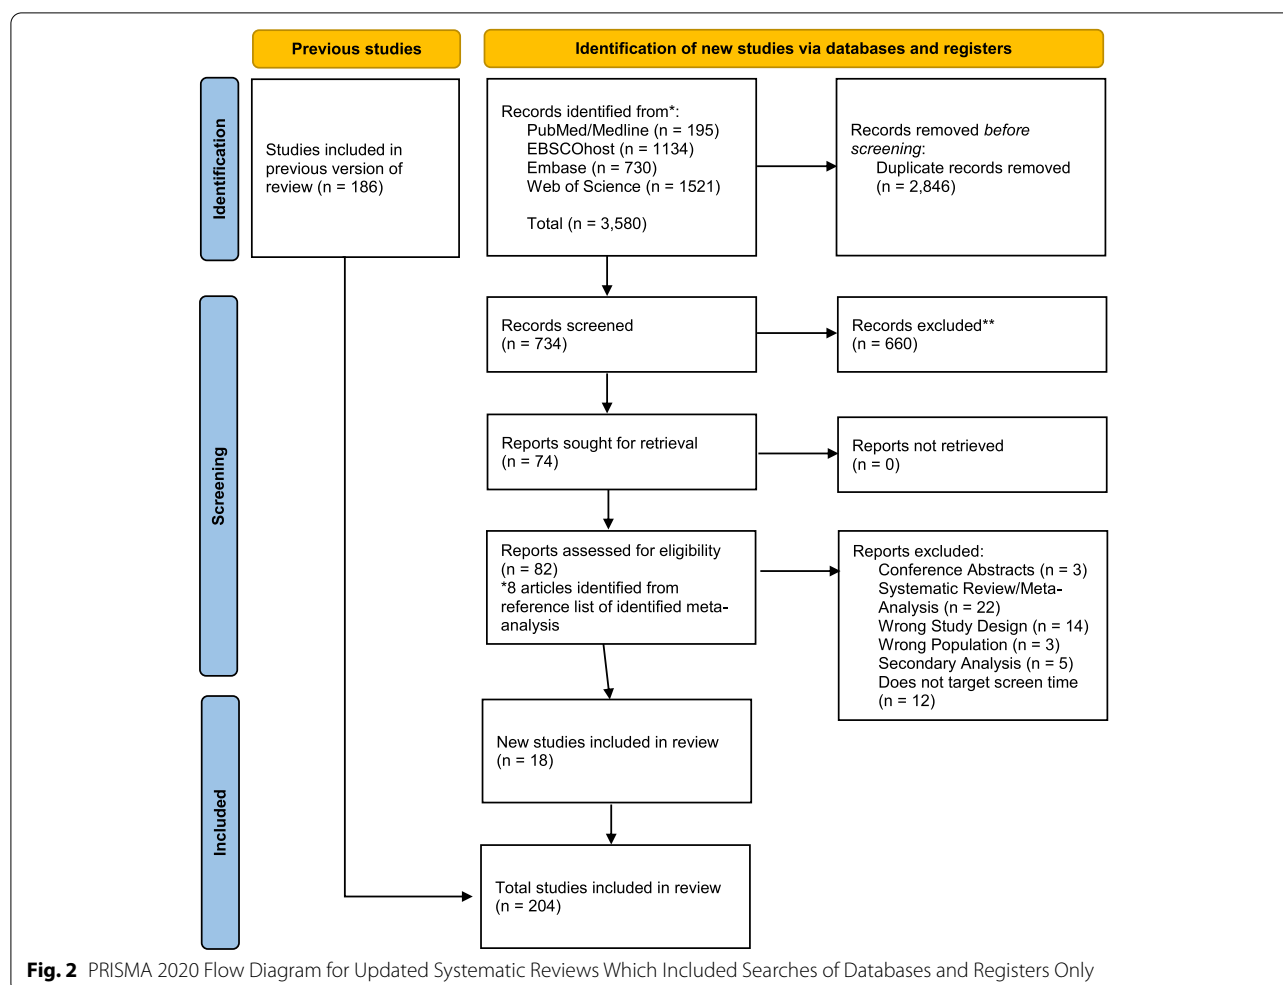 Previous studies
Identification of new studies via databases and registers
Identification
Studies included in
previous version of
review (n = 186)
Records identified from*:
PubMed/Medline (n = 195)
EBSCOhost (n = 1134)
Embase (n = 730)
Web of Science (n = 1521)
Total (n = 3,580)
Records removed before
screening:
Duplicate records removed
(n = 2,846)
Screening
Records screened
(n = 734)
Records excluded**
(n = 660)
Reports sought for retrieval
(n = 74)
Reports not retrieved
(n = 0)
Reports assessed for eligibility
(n = 82)
*8 articles identified from
reference list of identified meta-
analysis
Reports excluded:
Conference Abstracts (n = 3)
Systematic Review/Meta-
Analysis (n = 22)
Wrong Study Design (n = 14)
Wrong Population (n = 3)
Secondary Analysis (n = 5)
Does not target screen time
(n = 12)
Included
New studies included in review
(n = 18)
Total studies included in review
(n = 204)
Fig. 2 PRISMA 2020 Flow Diagram for Updated Systematic Reviews Which Included Searches of Databases and Registers Only